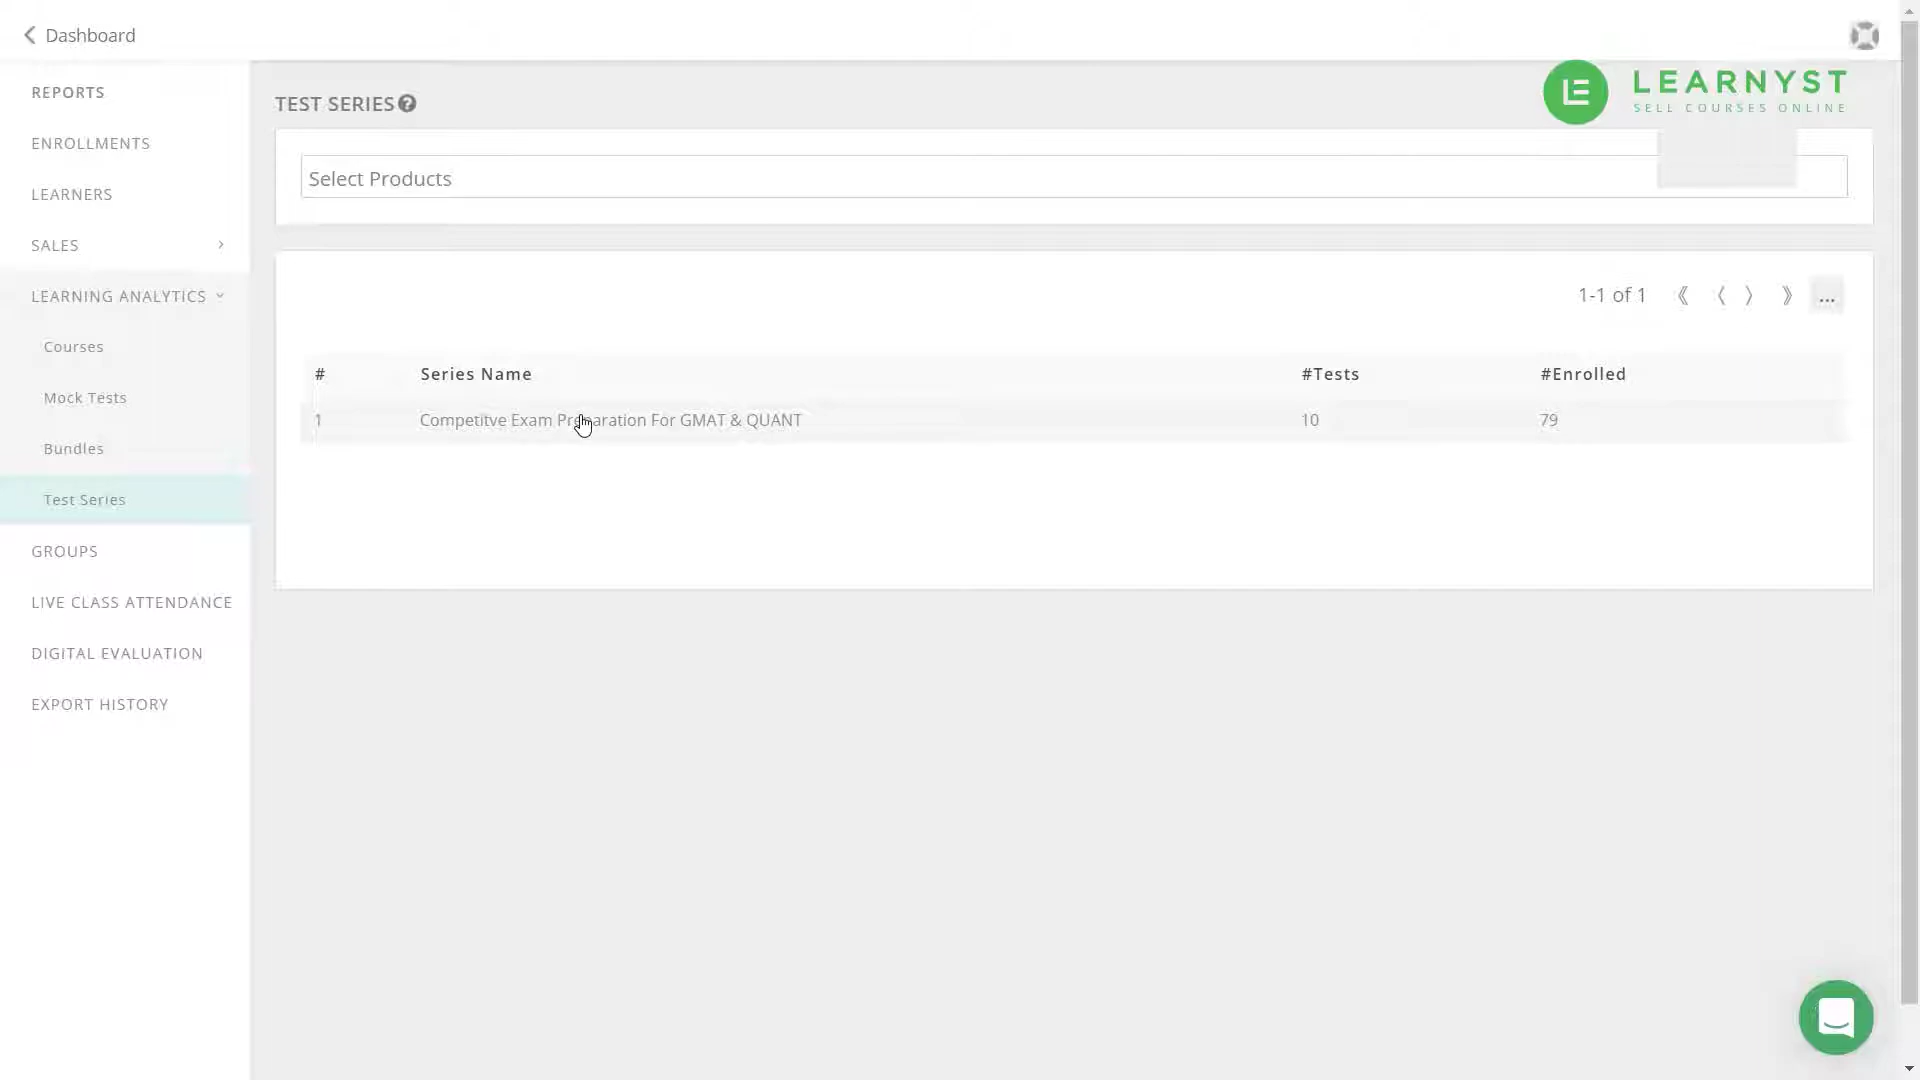 Dashboard
LEARNYST
SELL COURSES ONLINE
REPORTS
ENROLLMENTS
LEARNERS
SALES
LEARNING ANALYTICS
Courses
Mock Tests
Bundles
Test Series
GROUPS
LIVE CLASS ATTENDANCE
DIGITAL EVALUATION
EXPORT HISTORY
TEST SERIES?
Select Products
1-1 of 1 《 〈 〉 》 ...
# Series Name #Tests #Enrolled
1 Competitve Exam Preparation For GMAT & QUANT 10 79